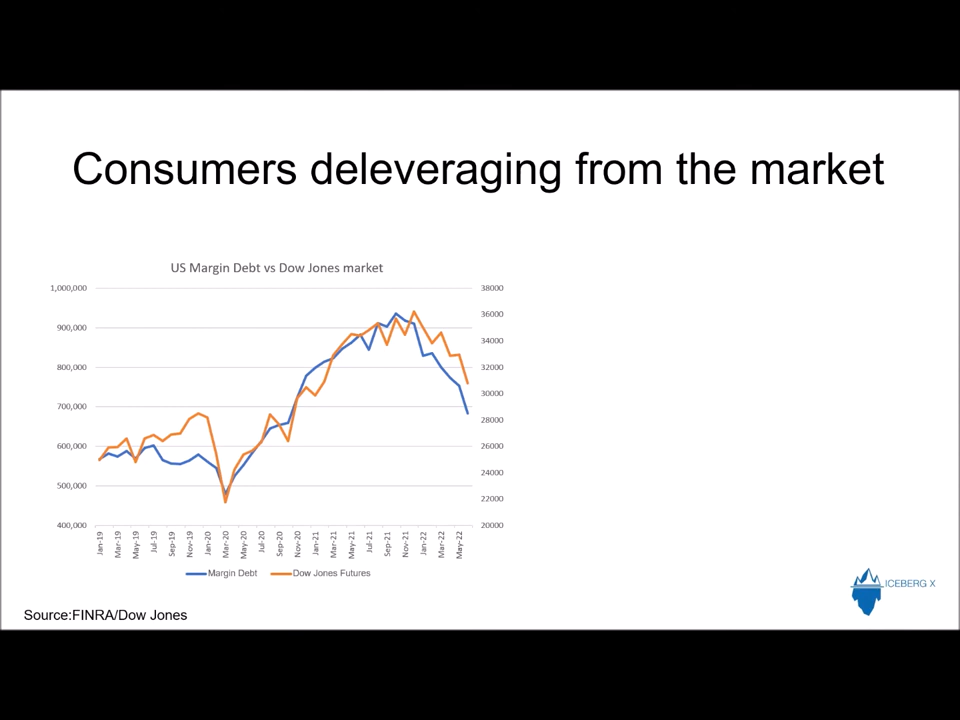 Consumers deleveraging from the market
US Margin Debt vs Dow Jones market
1,000,000
900,000
800,000
700,000
600,000
500,000
400,000
38000
36000
34000
32000
30000
28000
26000
24000
22000
20000
Jan-19
Mar-19
May-19
Jul-19
Sep-19
Nov-19
Jan-20
Mar-20
May-20
Jul-20
Sep-20
Nov-20
Jan-21
Mar-21
May-21
Jul-21
Sep-21
Nov-21
Jan-22
Mar-22
May-22
Margin Debt Dow Jones Futures
ICEBERG X
Source:FINRA/Dow Jones